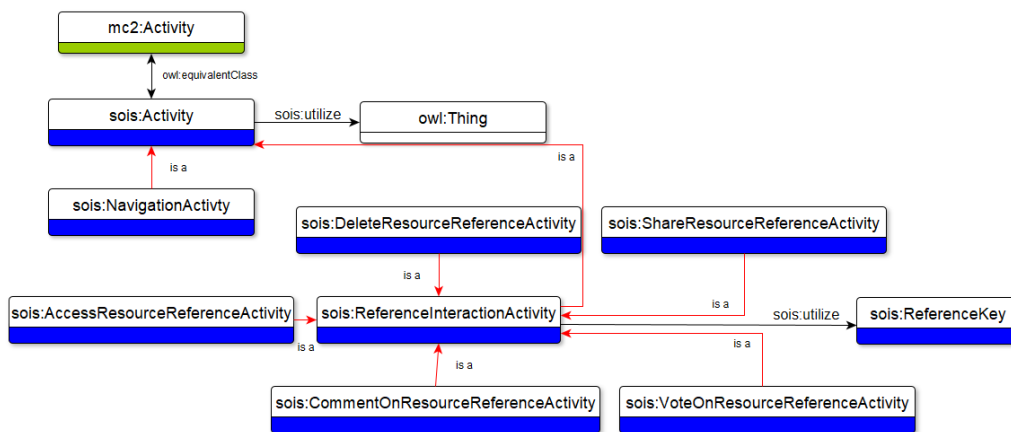 mc2:Activity
owl:equivalentClass
sois:Activity
sois:utilize
owl:Thing
is a
is a
sois:NavigationActivty
sois:DeleteResourceReferenceActivity
sois:ShareResourceReferenceActivity
is a
is a
sois:AccessResourceReferenceActivity
sois:ReferenceInteractionActivity
sois:utilize
sois:ReferenceKey
is a
is a
is a
sois:CommentOnResourceReferenceActivity
sois:VoteOnResourceReferenceActivity